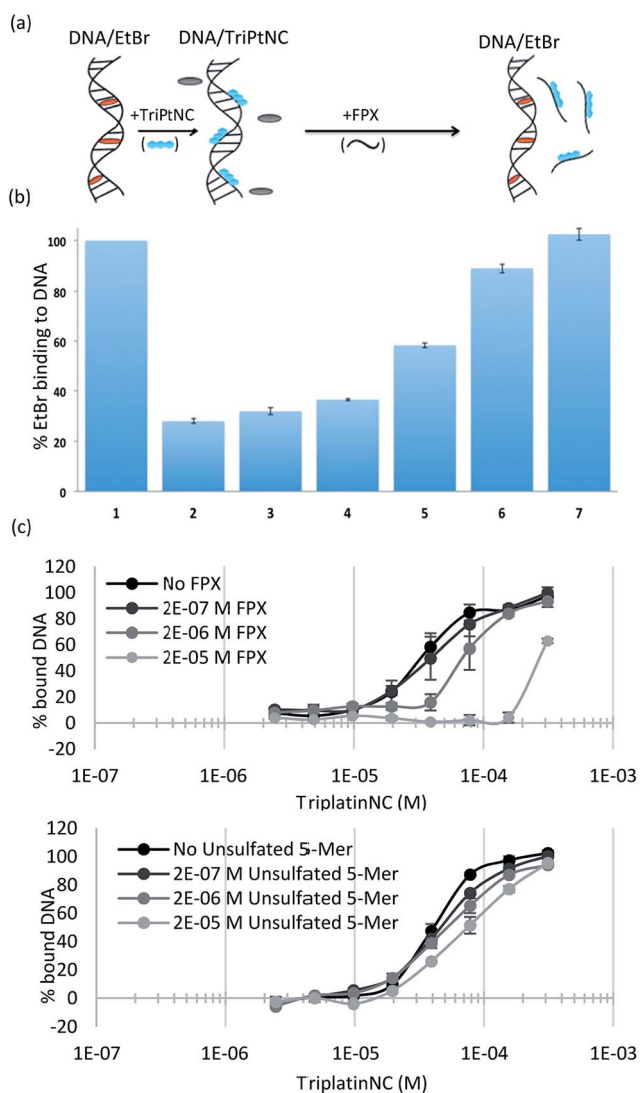 (a)
DNA/EtBr
DNA/TriPtNC
DNA/EtBr
+TriPtNC
( )
+FPX
( )
(b)
% EtBr binding to DNA
100
80
60
40
20
0
1 2 3 4 5 6 7
(c)
% bound DNA
120
100
80
60
40
20
0
-20
No FPX
2E-07 M FPX
2E-06 M FPX
2E-05 M FPX
1E-07 1E-06 1E-05 1E-04 1E-03
TriplatinNC (M)
% bound DNA
120
100
80
60
40
20
0
-20
No Unsulfated 5-Mer
2E-07 M Unsulfated 5-Mer
2E-06 M Unsulfated 5-Mer
2E-05 M Unsulfated 5-Mer
1E-07 1E-06 1E-05 1E-04 1E-03
TriplatinNC (M)